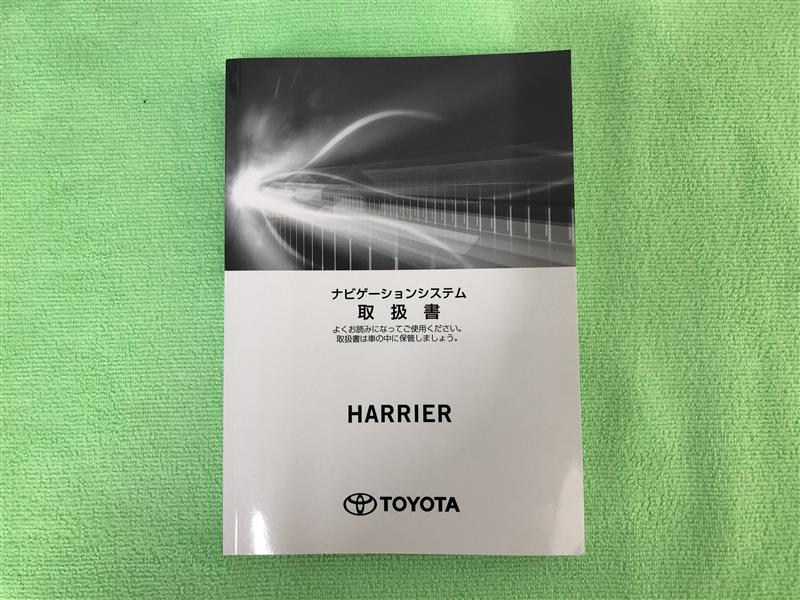 ナビゲーションシステム
取扱書
よくお読みになってご使用ください。
取扱書は車の中に保管しましょう。
HARRIER
TOYOTA